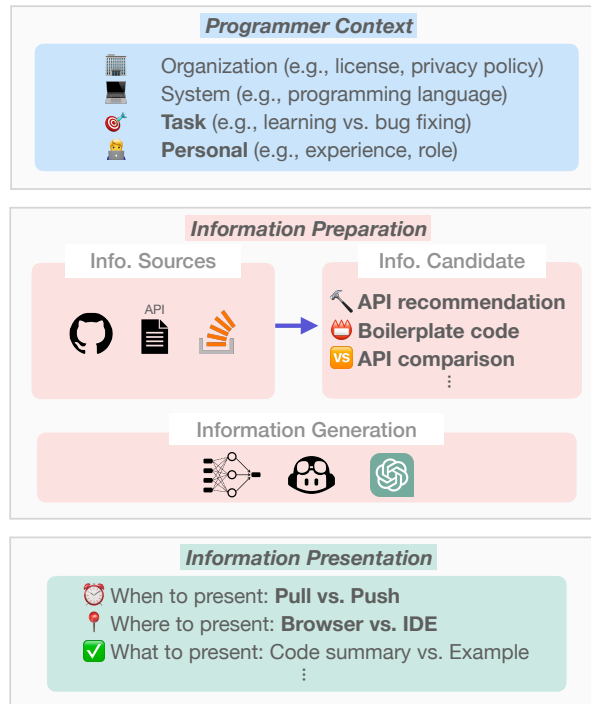 Programmer Context
Organization (e.g., license, privacy policy)
System (e.g., programming language)
Task (e.g., learning vs. bug fixing)
Personal (e.g., experience, role)
Information Preparation
Info. Sources
API
Info. Candidate
API recommendation
Boilerplate code
VS API comparison
⋮
Information Generation
Information Presentation
When to present: Pull vs. Push
Where to present: Browser vs. IDE
What to present: Code summary vs. Example
⋮